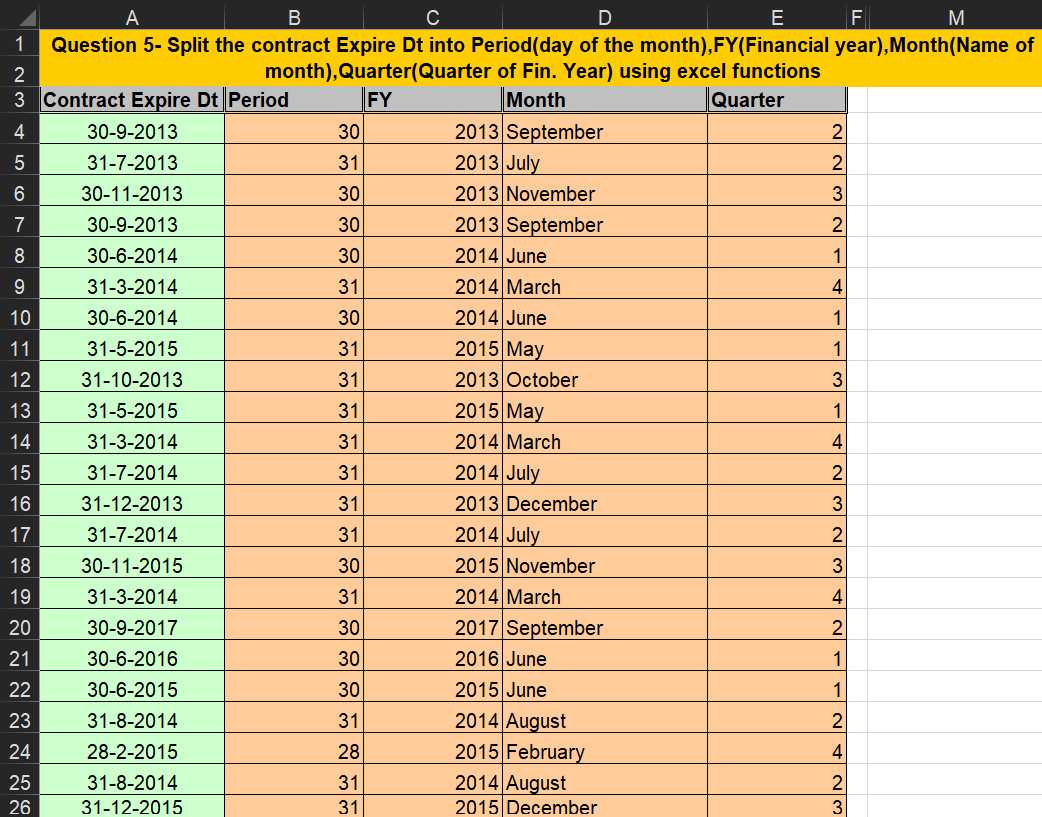 A B C D E F M
1 Question 5- Split the contract Expire Dt into Period(day of the month),FY(Financial year),Month(Name of
2 month),Quarter(Quarter of Fin. Year) using excel functions
3 Contract Expire Dt Period FY Month Quarter
4 30-9-2013 30 2013 September 2
5 31-7-2013 31 2013 July 2
6 30-11-2013 30 2013 November 3
7 30-9-2013 30 2013 September 2
8 30-6-2014 30 2014 June 1
9 31-3-2014 31 2014 March 4
10 30-6-2014 30 2014 June 1
11 31-5-2015 31 2015 May 1
12 31-10-2013 31 2013 October 3
13 31-5-2015 31 2015 May 1
14 31-3-2014 31 2014 March 4
15 31-7-2014 31 2014 July 2
16 31-12-2013 31 2013 December 3
17 31-7-2014 31 2014 July 2
18 30-11-2015 30 2015 November 3
19 31-3-2014 31 2014 March 4
20 30-9-2017 30 2017 September 2
21 30-6-2016 30 2016 June 1
22 30-6-2015 30 2015 June 1
23 31-8-2014 31 2014 August 2
24 28-2-2015 28 2015 February 4
25 31-8-2014 31 2014 August 2
26 31-12-2015 31 2015 December 3